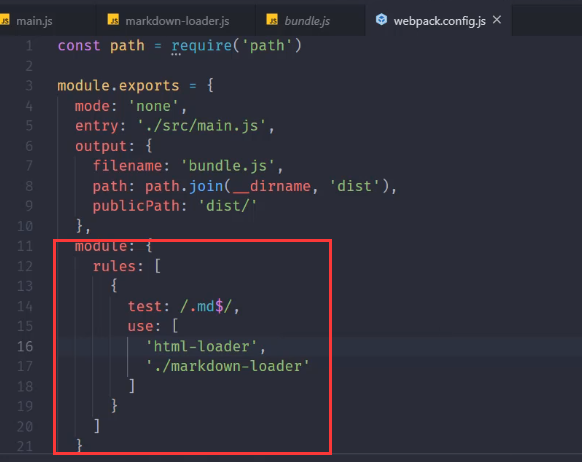 JS main.js JS markdown-loader.js JS bundle.js webpack.config.js ×
1 const path = require('path')
2
3 module.exports = {
4 mode: 'none',
5 entry: './src/main.js',
6 output: {
7 filename: 'bundle.js',
8 path: path.join(__dirname, 'dist'),
9 publicPath: 'dist/'
10 },
11 module: {
12 rules: [
13 {
14 test: /.md$/,
15 use: [
16 'html-loader',
17 './markdown-loader'
18 ]
19 }
20 ]
21 }